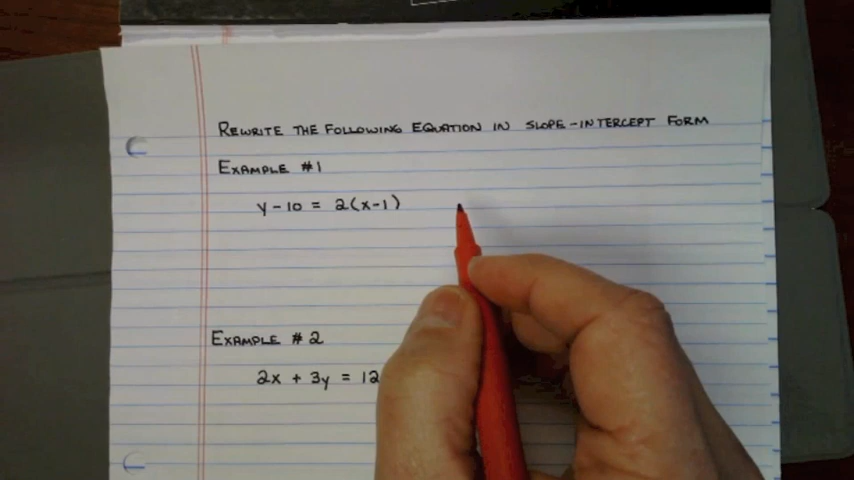 REWRITE THE FOLLOWING EQUATION IN SLOPE-INTERCEPT FORM
EXAMPLE #1
y-10 = 2(x-1)
EXAMPLE #2
2x + 3y = 12